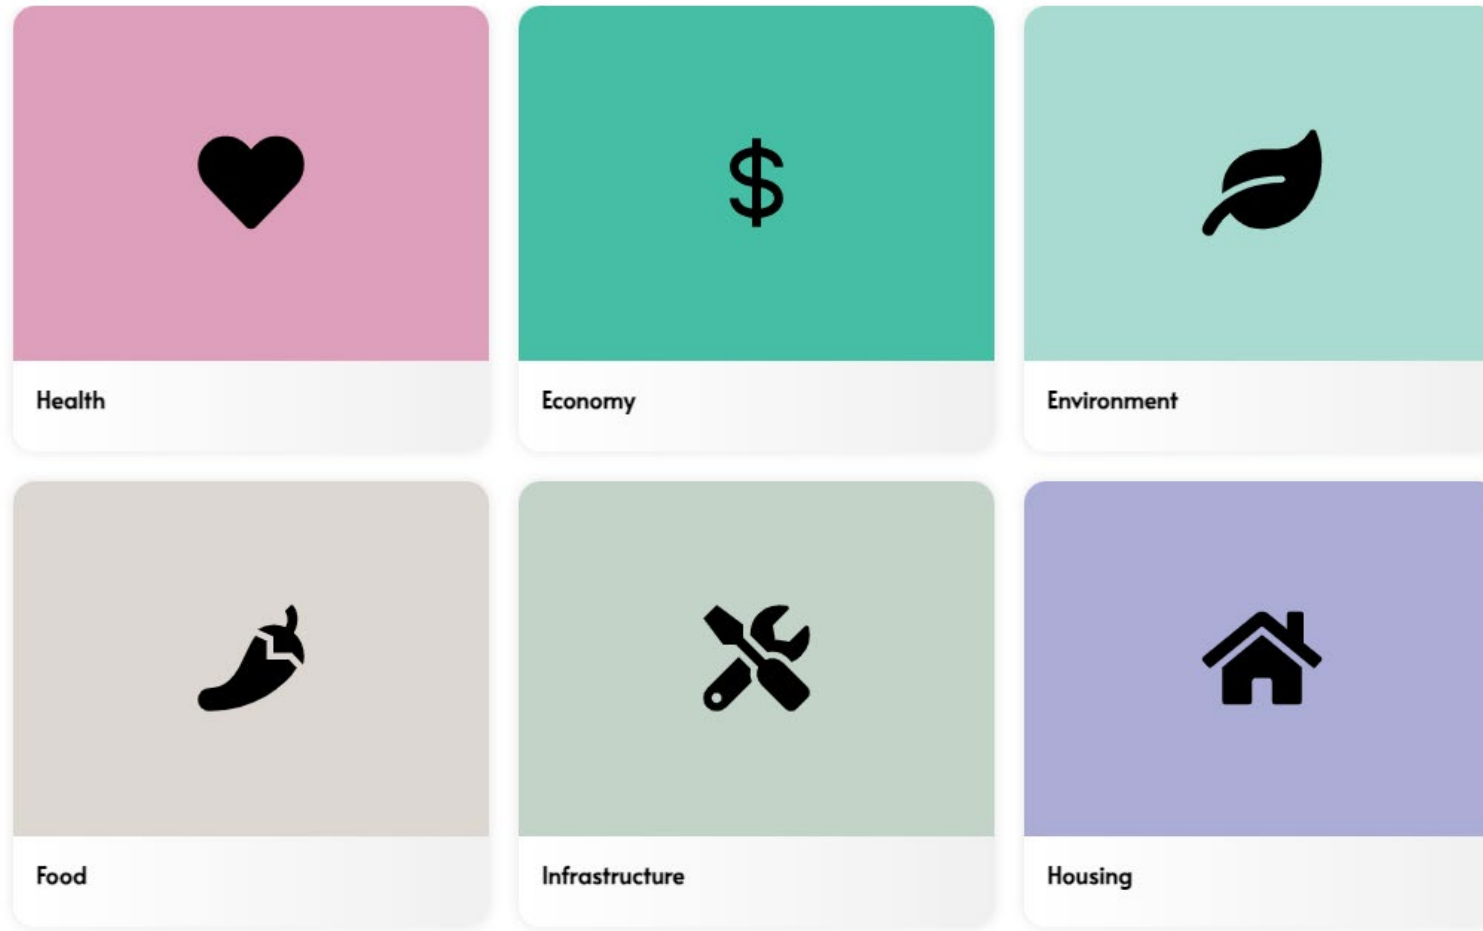 $
Health
Economy
Environment
Food
Infrastructure
Housing